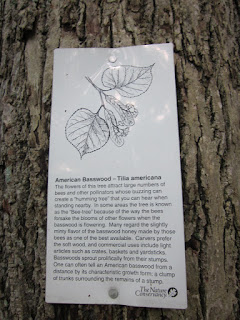 American Basswood – Tilia americana
The flowers of this tree attract large numbers of
bees and other pollinators whose buzzing can
create a "humming tree" that you can hear when
standing nearby. In some areas the tree is known
as the "Bee-tree" because of the way the bees
forsake the blooms of other flowers when the
basswood is flowering. Many regard the slightly
minty flavor of the basswood honey made by those
bees as one of the best available. Carvers prefer
the soft wood, and commercial uses include light
articles such as crates, baskets and yardsticks.
Basswoods sprout prolifically from their stumps.
One can often tell an American basswood from a
distance by its characteristic growth form, a clump
of trunks surrounding the remains of a stump.
The Nature
Conservancy